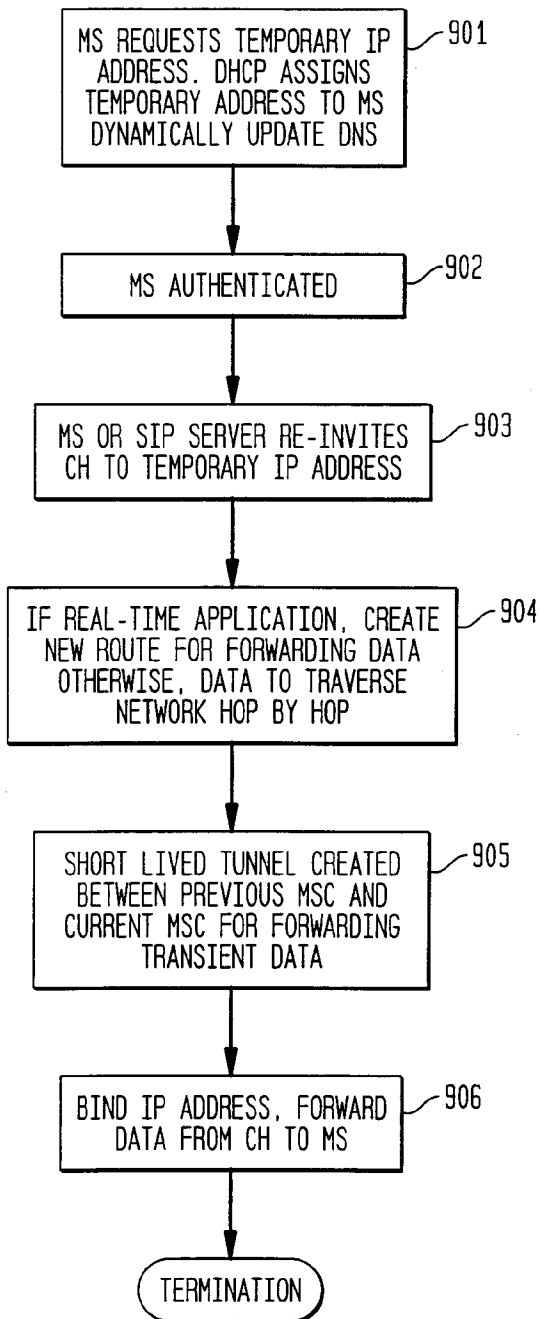 MS REQUESTS TEMPORARY IP
ADDRESS. DHCP ASSIGNS
TEMPORARY ADDRESS TO MS
DYNAMICALLY UPDATE DNS
901
MS AUTHENTICATED
902
MS OR SIP SERVER RE-INVITES
CH TO TEMPORARY IP ADDRESS
903
IF REAL-TIME APPLICATION, CREATE
NEW ROUTE FOR FORWARDING DATA
OTHERWISE, DATA TO TRAVERSE
NETWORK HOP BY HOP
904
SHORT LIVED TUNNEL CREATED
BETWEEN PREVIOUS MSC AND
CURRENT MSC FOR FORWARDING
TRANSIENT DATA
905
BIND IP ADDRESS, FORWARD
DATA FROM CH TO MS
906
TERMINATION